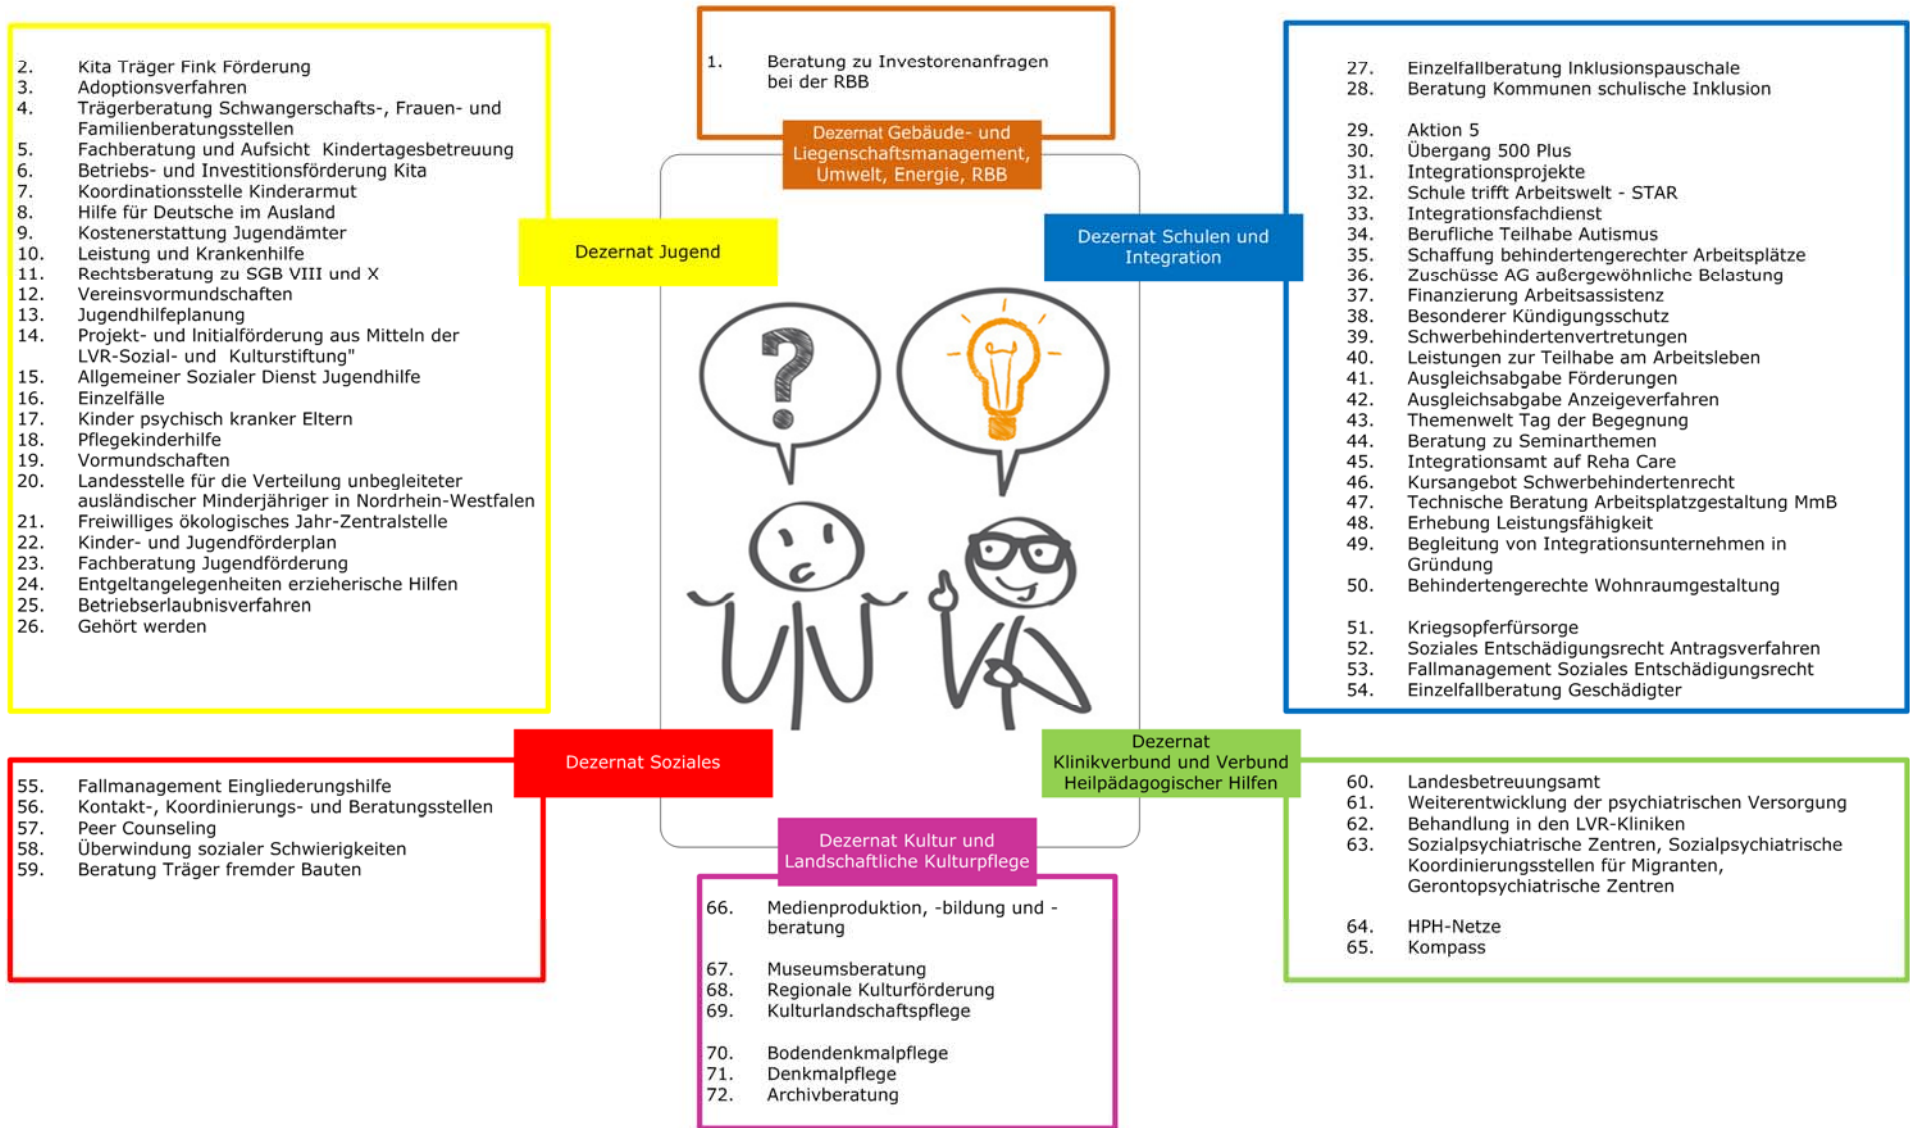 1. Beratung zu Investorenanfragen
bei der RBB
Dezernat Gebäude- und
Liegenschaftsmanagement,
Umwelt, Energie, RBB
2. Kita Träger Fink Förderung
3. Adoptionsverfahren
4. Trägerberatung Schwangerschafts-, Frauen- und
Familienberatungsstellen
5. Fachberatung und Aufsicht Kindertagesbetreuung
6. Betriebs- und Investitionsförderung Kita
7. Koordinationsstelle Kinderarmut
8. Hilfe für Deutsche im Ausland
9. Kostenerstattung Jugendämter
10. Leistung und Krankenhilfe
11. Rechtsberatung zu SGB VIII und X
12. Vereinsvormundschaften
13. Jugendhilfeplanung
14. Projekt- und Initialförderung aus Mitteln der
LVR-Sozial- und Kulturstiftung"
15. Allgemeiner Sozialer Dienst Jugendhilfe
16. Einzelfälle
17. Kinder psychisch kranker Eltern
18. Pflegekinderhilfe
19. Vormundschaften
20. Landesstelle für die Verteilung unbegleiteter
ausländischer Minderjähriger in Nordrhein-Westfalen
21. Freiwilliges ökologisches Jahr-Zentralstelle
22. Kinder- und Jugendförderplan
23. Fachberatung Jugendförderung
24. Entgeltangelegenheiten erzieherische Hilfen
25. Betriebserlaubnisverfahren
26. Gehört werden
Dezernat Jugend
Dezernat Schulen und
Integration
27. Einzelfallberatung Inklusionspauschale
28. Beratung Kommunen schulische Inklusion
29. Aktion 5
30. Übergang 500 Plus
31. Integrationsprojekte
32. Schule trifft Arbeitswelt - STAR
33. Integrationsfachdienst
34. Berufliche Teilhabe Autismus
35. Schaffung behindertengerechter Arbeitsplätze
36. Zuschüsse AG außergewöhnliche Belastung
37. Finanzierung Arbeitsassistenz
38. Besonderer Kündigungsschutz
39. Schwerbehindertenvertretungen
40. Leistungen zur Teilhabe am Arbeitsleben
41. Ausgleichsabgabe Förderungen
42. Ausgleichsabgabe Anzeigeverfahren
43. Themenwelt Tag der Begegnung
44. Beratung zu Seminarthemen
45. Integrationsamt auf Reha Care
46. Kursangebot Schwerbehindertenrecht
47. Technische Beratung Arbeitsplatzgestaltung MmB
48. Erhebung Leistungsfähigkeit
49. Begleitung von Integrationsunternehmen in
Gründung
50. Behindertengerechte Wohnraumgestaltung
51. Kriegsopferfürsorge
52. Soziales Entschädigungsrecht Antragsverfahren
53. Fallmanagement Soziales Entschädigungsrecht
54. Einzelfallberatung Geschädigter
?
Dezernat Soziales
55. Fallmanagement Eingliederungshilfe
56. Kontakt-, Koordinierungs- und Beratungsstellen
57. Peer Counseling
58. Überwindung sozialer Schwierigkeiten
59. Beratung Träger fremder Bauten
Dezernat
Klinikverbund und Verbund
Heilpädagogischer Hilfen
60. Landesbetreuungsamt
61. Weiterentwicklung der psychiatrischen Versorgung
62. Behandlung in den LVR-Kliniken
63. Sozialpsychiatrische Zentren, Sozialpsychiatrische
Koordinierungsstellen für Migranten,
Gerontopsychiatrische Zentren
64. HPH-Netze
65. Kompass
Dezernat Kultur und
Landschaftliche Kulturpflege
66. Medienproduktion, -bildung und -
beratung
67. Museumsberatung
68. Regionale Kulturförderung
69. Kulturlandschaftspflege
70. Bodendenkmalpflege
71. Denkmalpflege
72. Archivberatung